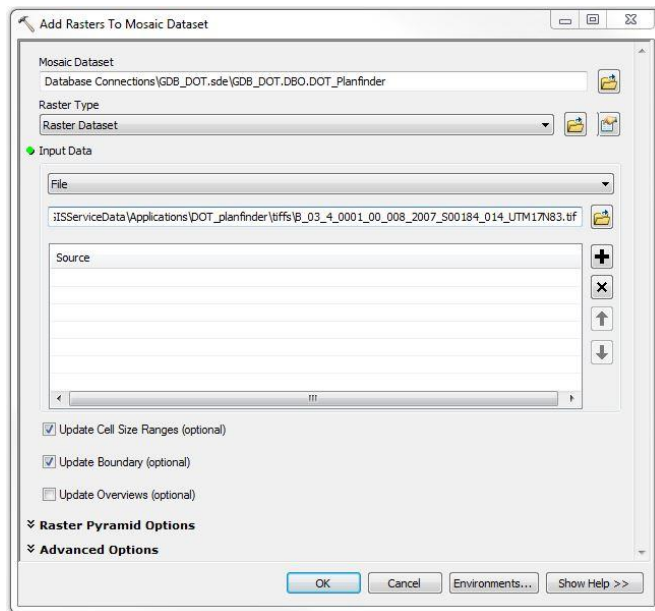 Add Rasters To Mosaic Dataset
Mosaic Dataset
Database Connections\GDB_DOT.sde\GDB_DOT.DBO.DOT_Planfinder
Raster Type
Raster Dataset
Input Data
File
ISServiceData\Applications\DOT_planfinder\tiffs\B_03_4_0001_00_008_2007_S00184_014_UTM17N83.tif
Source
Update Cell Size Ranges (optional)
Update Boundary (optional)
Update Overviews (optional)
Raster Pyramid Options
Advanced Options
OK Cancel Environments... Show Help >>